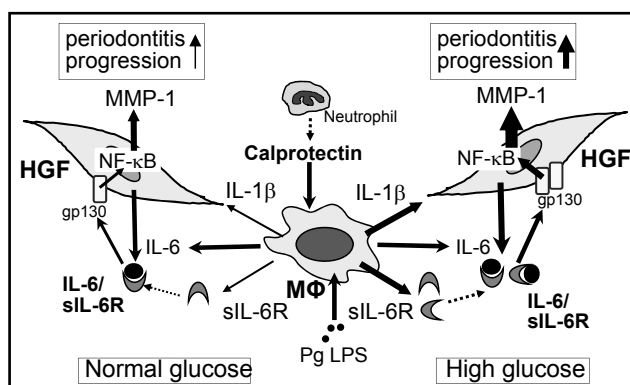 periodontitis
progression
periodontitis
progression
MMP-1
MMP-1
Neutrophil
Calprotectin
HGF
NF-κB
NF-κB
HGF
gp130
gp130
IL-1β
IL-1β
IL-6
IL-6
MΦ
IL-6/
sIL-6R
sIL-6R
sIL-6R
IL-6/
sIL-6R
Pg LPS
Normal glucose
High glucose